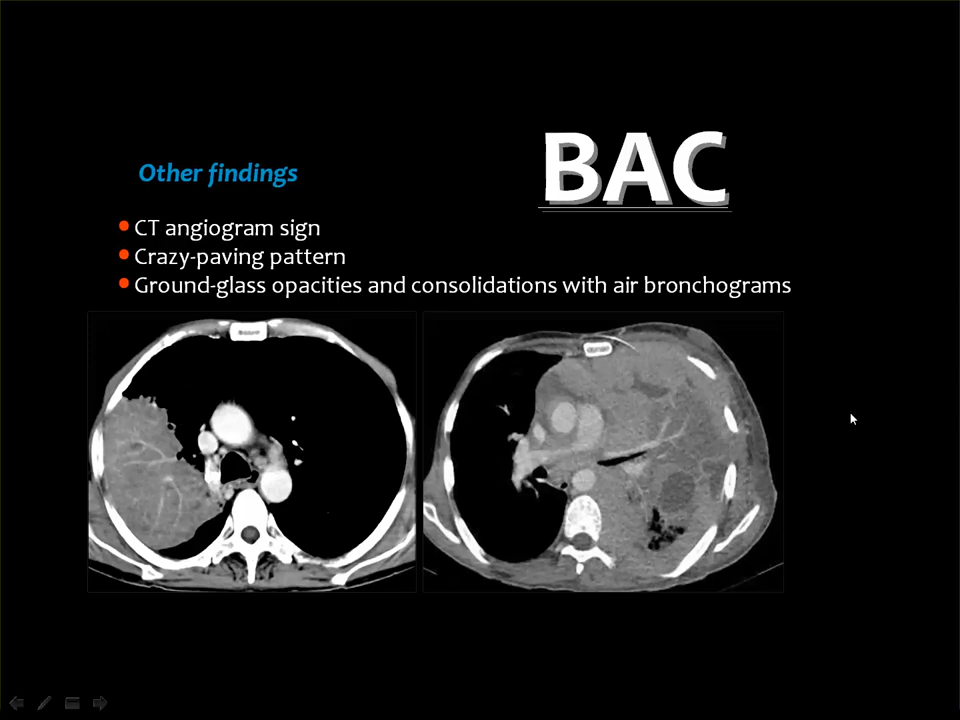 BAC
Other findings
• CT angiogram sign
• Crazy-paving pattern
• Ground-glass opacities and consolidations with air bronchograms